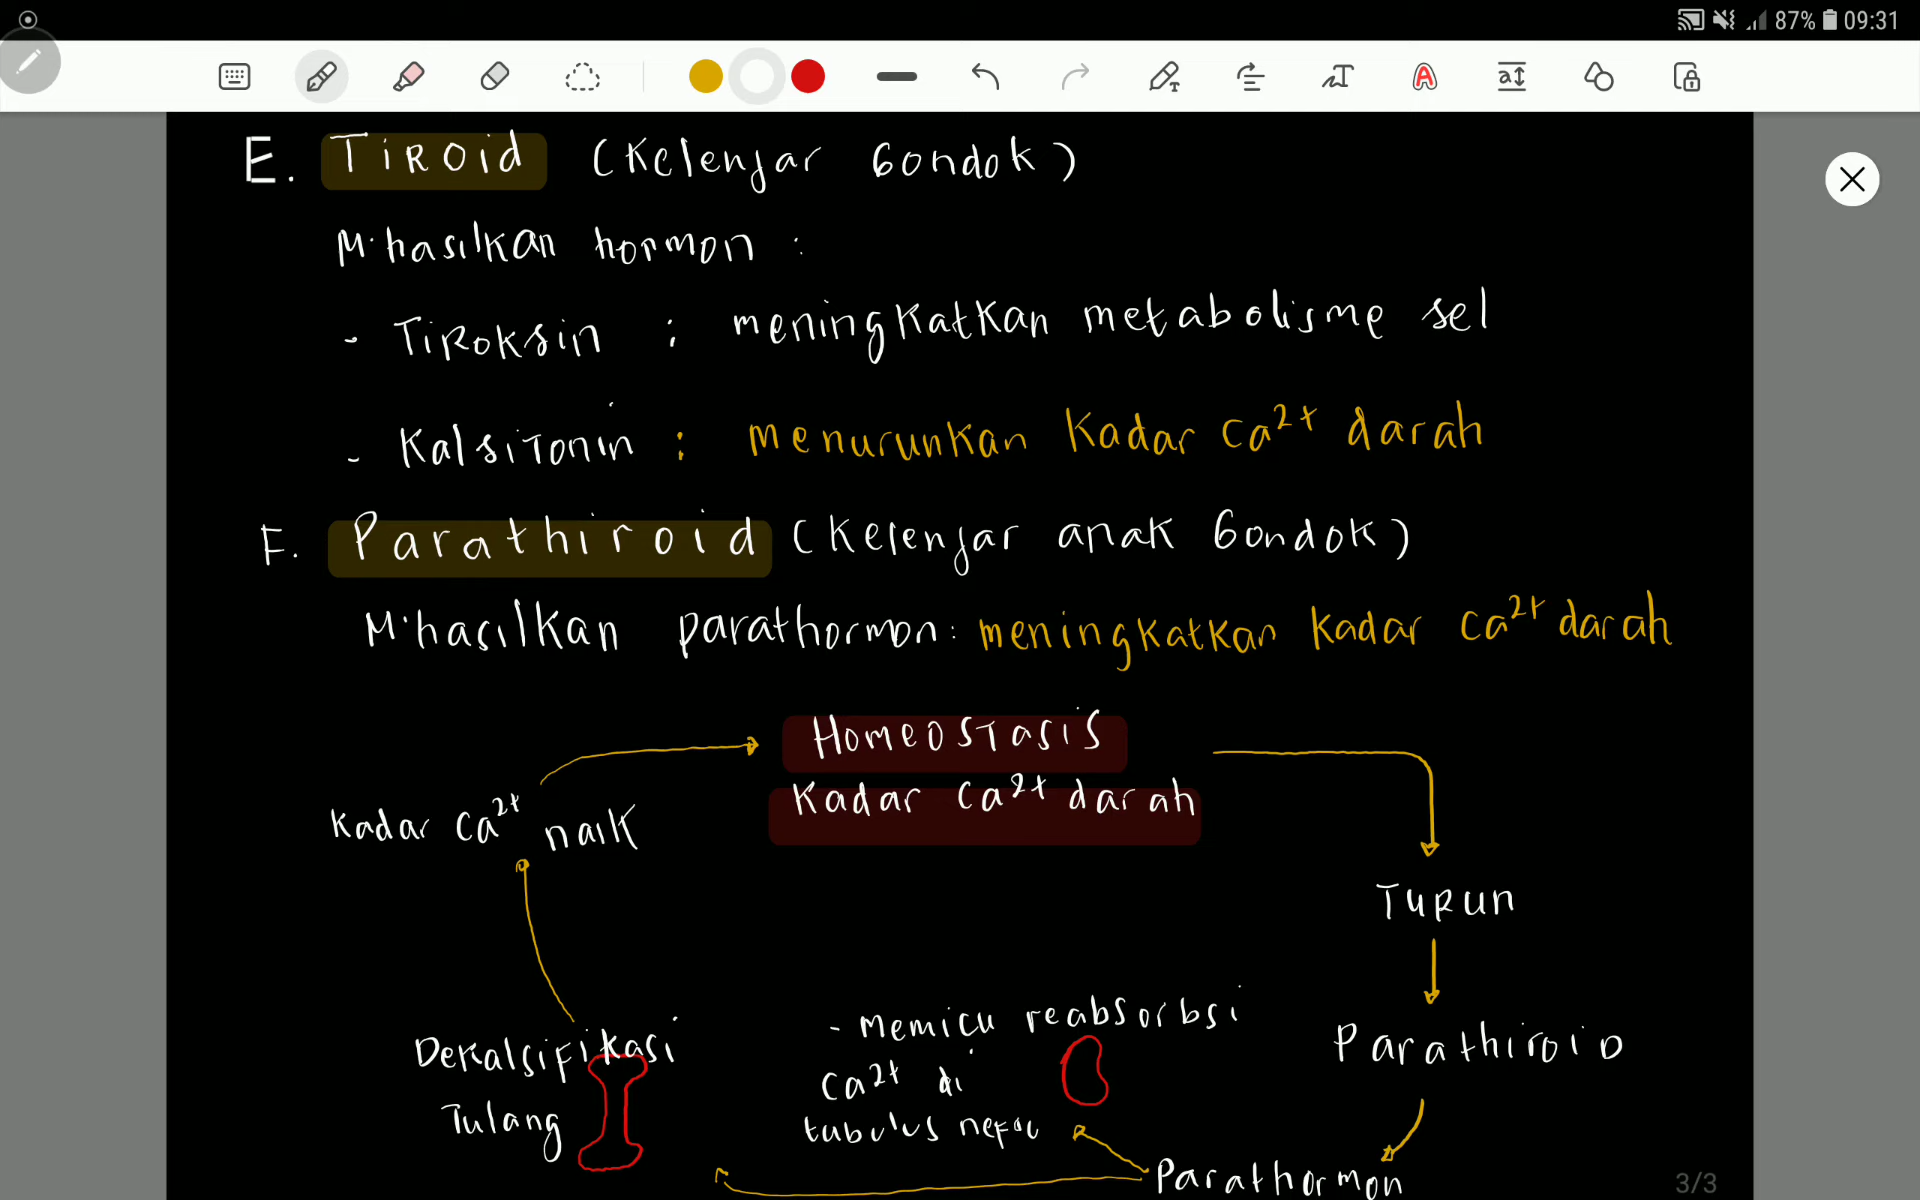 87% 09:31
E. Tiroid (Kelenjar Gondok)
M·hasilkan hormon :
- Tiroksin : meningkatkan metabolisme sel
- Kalsitonin : menurunkan Kadar Ca²⁺ darah
F. Parathiroid (Kelenjar anak Gondok)
M·hasilkan parathormon : meningkatkan kadar Ca²⁺ darah
Homeostasis
Kadar Ca²⁺ darah
Kadar Ca²⁺ naik
Turun
Parathiroid
Parathormon
- Memicu reabsorbsi
Ca²⁺ di
tubulus
Dekalsifikasi
Tulang
3/3